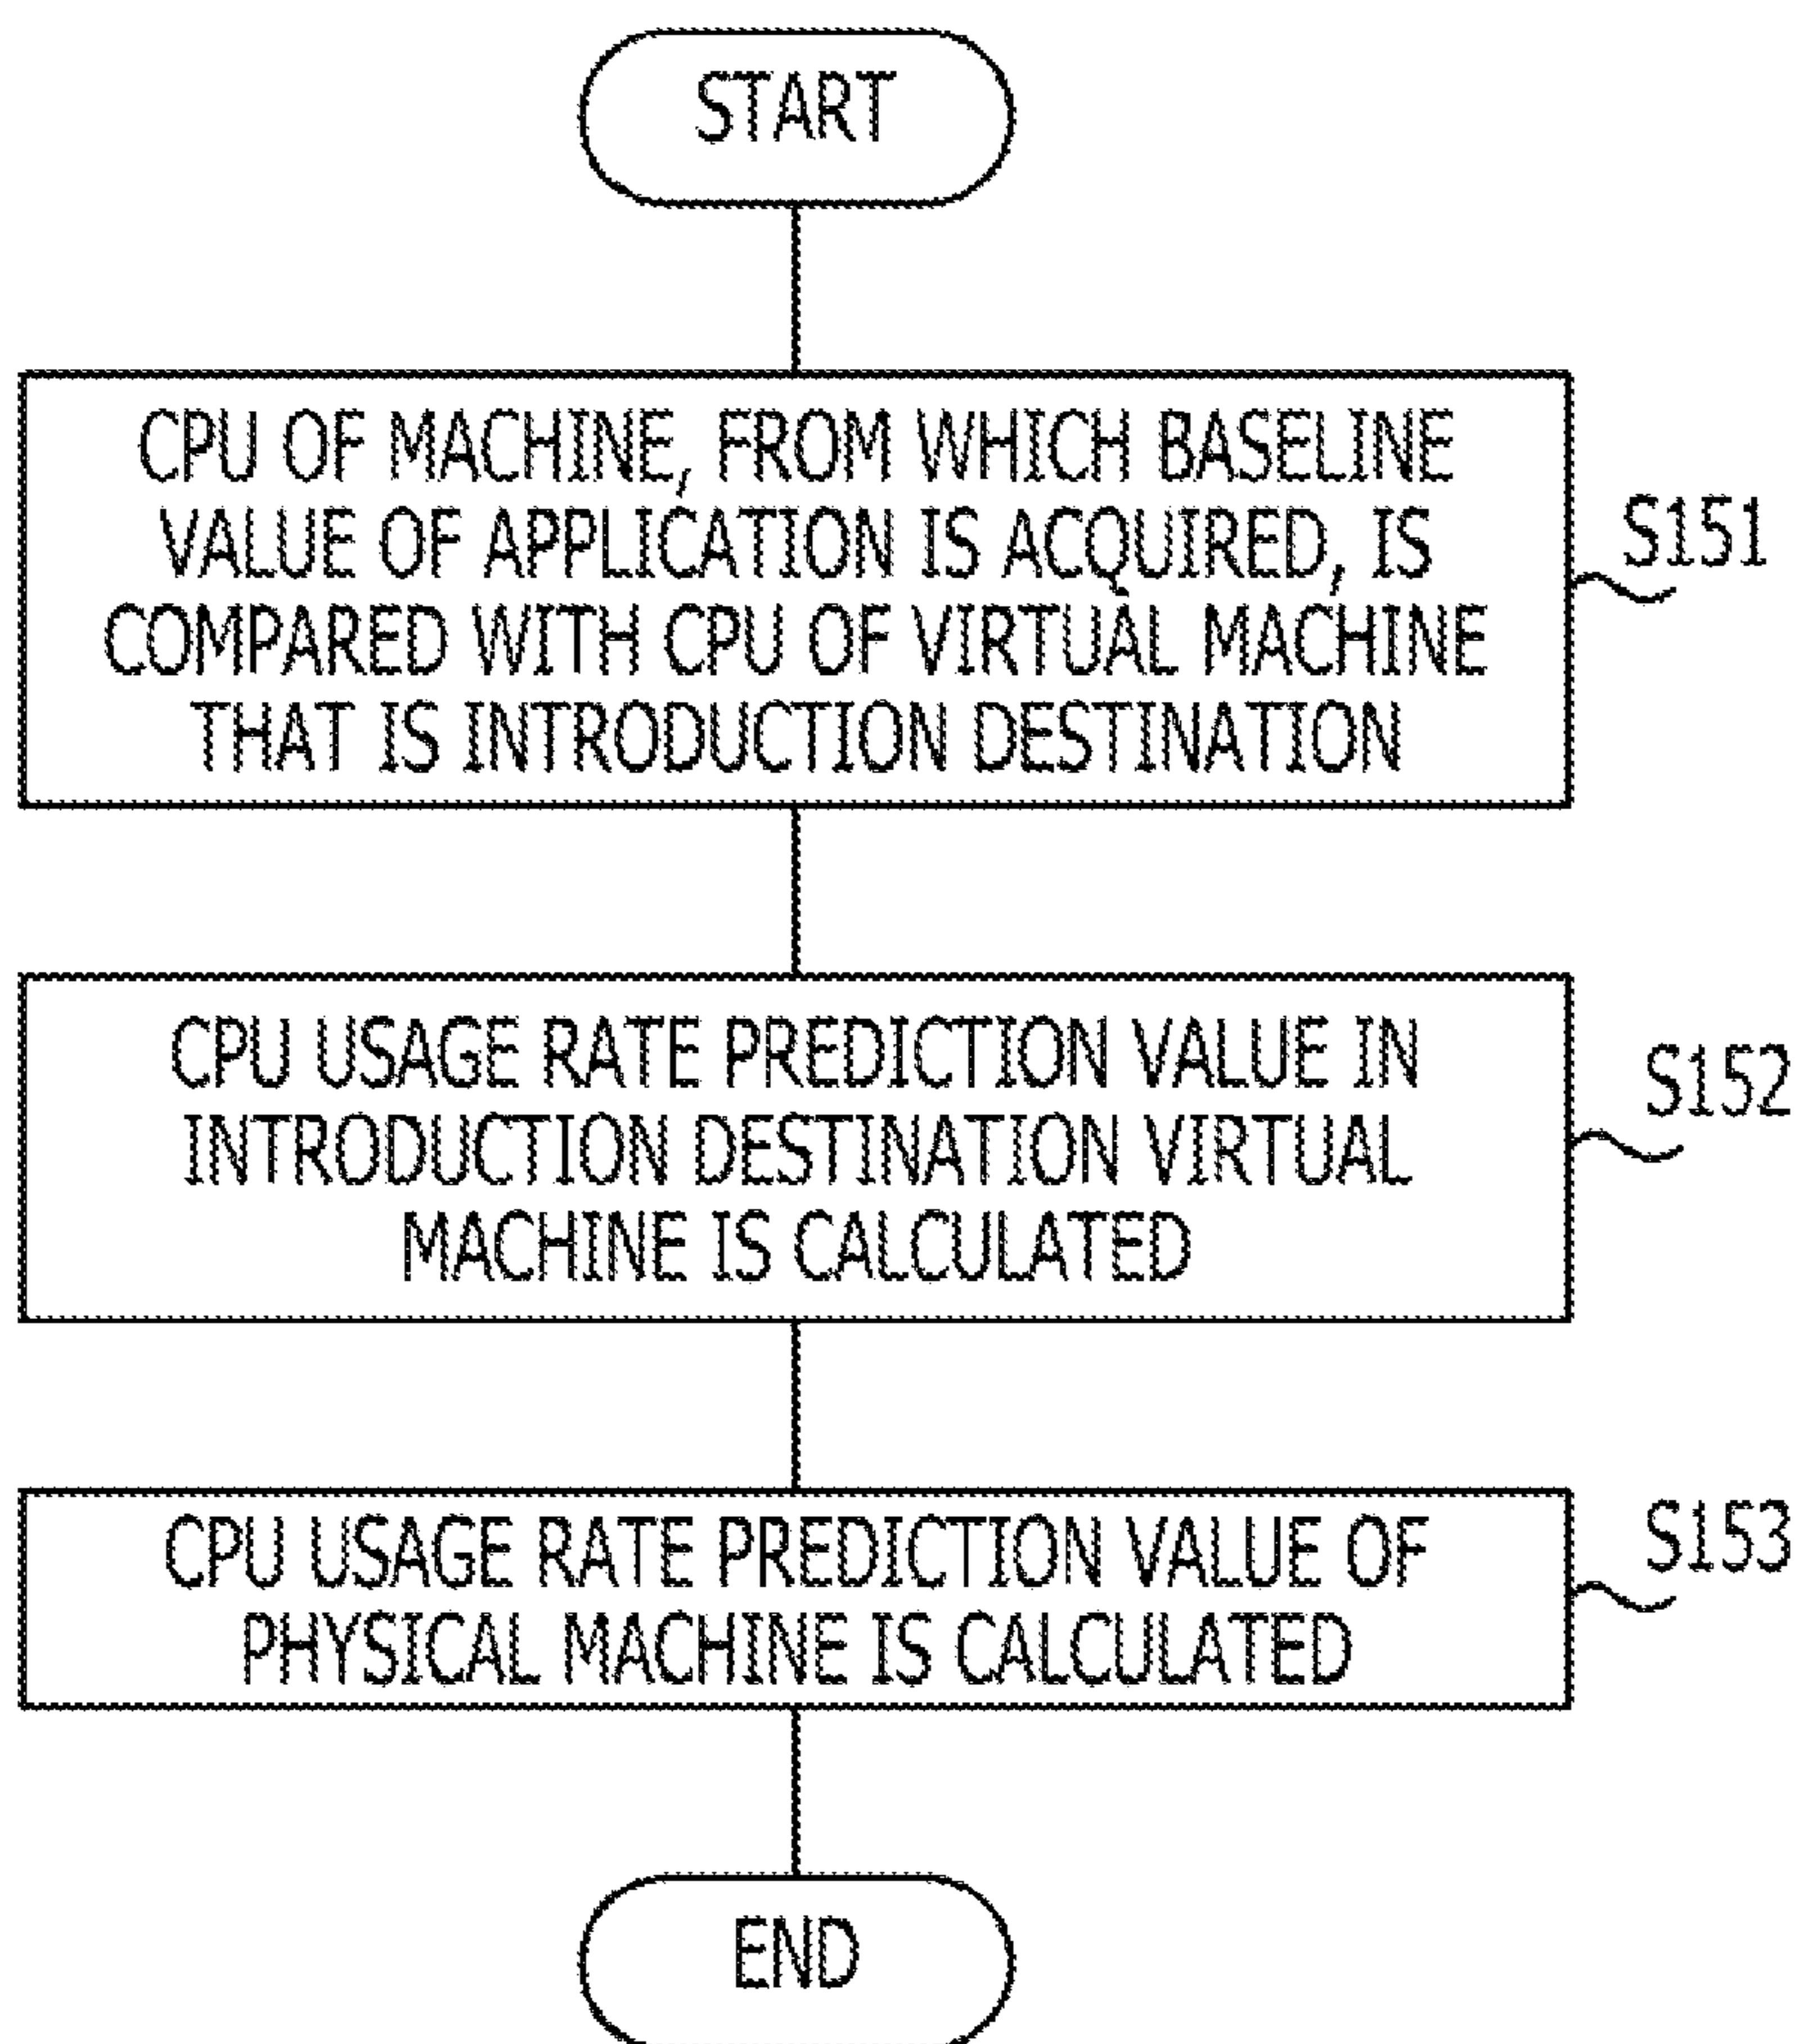 START
CPU OF MACHINE, FROM WHICH BASELINE
VALUE OF APPLICATION IS ACQUIRED, IS
COMPARED WITH CPU OF VIRTUAL MACHINE
THAT IS INTRODUCTION DESTINATION
S151
CPU USAGE RATE PREDICTION VALUE IN
INTRODUCTION DESTINATION VIRTUAL
MACHINE IS CALCULATED
S152
CPU USAGE RATE PREDICTION VALUE OF
PHYSICAL MACHINE IS CALCULATED
S153
END